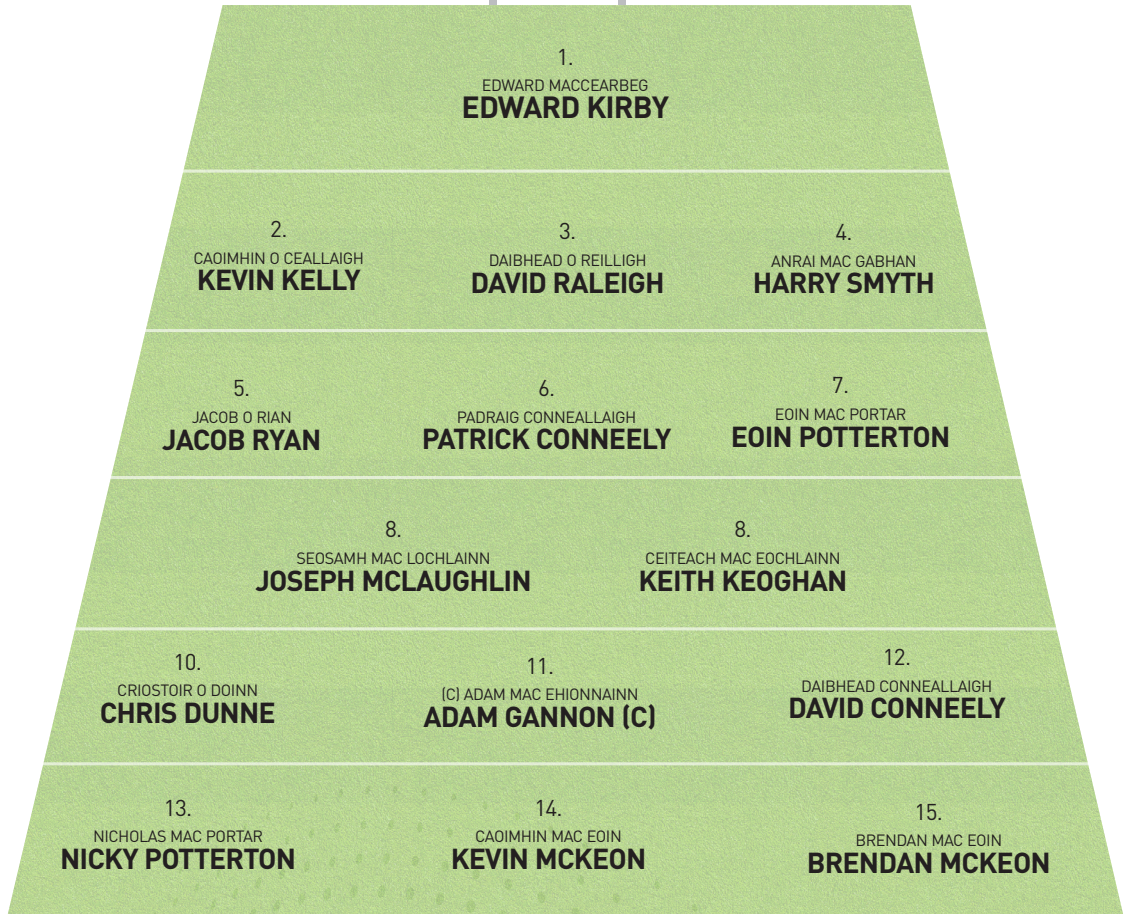 1.
EDWARD MACCEARBEG
EDWARD KIRBY
2.
CAOIMHIN O CEALLAIGH
KEVIN KELLY
3.
DAIBHEAD O REILLIGH
DAVID RALEIGH
4.
ANRAI MAC GABHAN
HARRY SMYTH
5.
JACOB O RIAN
JACOB RYAN
6.
PADRAIG CONNEALLAIGH
PATRICK CONNEELY
7.
EOIN MAC PORTAR
EOIN POTTERTON
8.
SEOSAMH MAC LOCHLAINN
JOSEPH MCLAUGHLIN
8.
CEITEACH MAC EOCHLAINN
KEITH KEOGHAN
10.
CRIOSTOIR O DOINN
CHRIS DUNNE
11.
(C) ADAM MAC EHIONNAINN
ADAM GANNON (C)
12.
DAIBHEAD CONNEALLAIGH
DAVID CONNEELY
13.
NICHOLAS MAC PORTAR
NICKY POTTERTON
14.
CAOIMHIN MAC EOIN
KEVIN MCKEON
15.
BRENDAN MAC EOIN
BRENDAN MCKEON